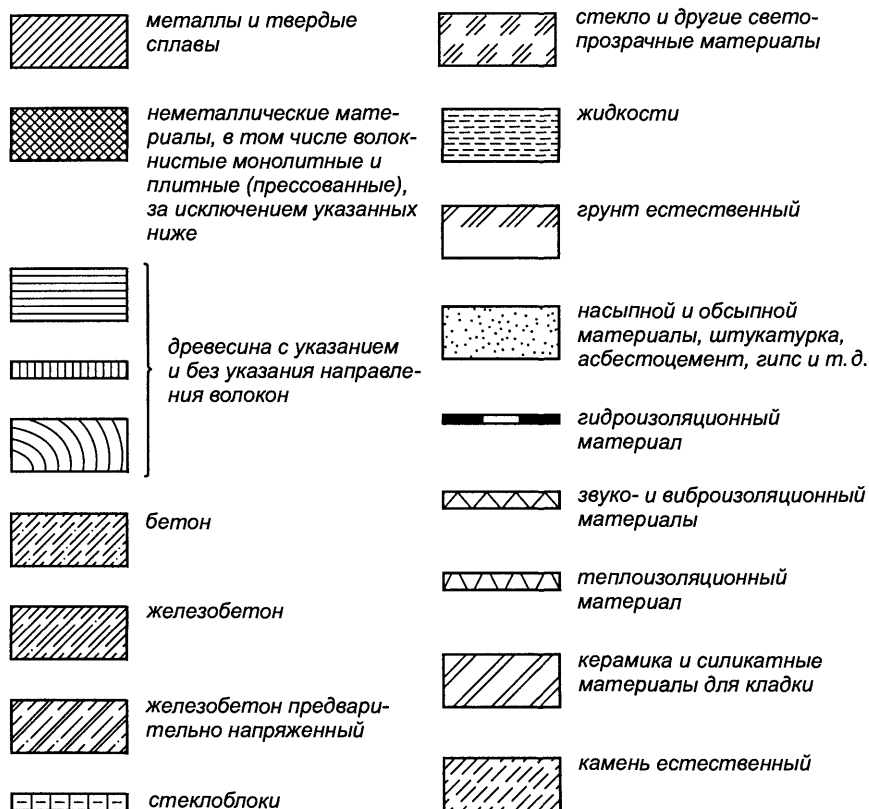 металлы и твердые
сплавы
неметаллические мате-
риалы, в том числе волок-
нистые монолитные и
плитные (прессованные),
за исключением указанных
ниже
древесина с указанием
и без указания направле-
ния волокон
бетон
железобетон
железобетон предвари-
тельно напряженный
стеклоблоки
стекло и другие свето-
прозрачные материалы
жидкости
грунт естественный
насыпной и обсыпной
материалы, штукатурка,
асбестоцемент, гипс и т. д.
гидроизоляционный
материал
звуко- и виброизоляционный
материалы
теплоизоляционный
материал
керамика и силикатные
материалы для кладки
камень естественный